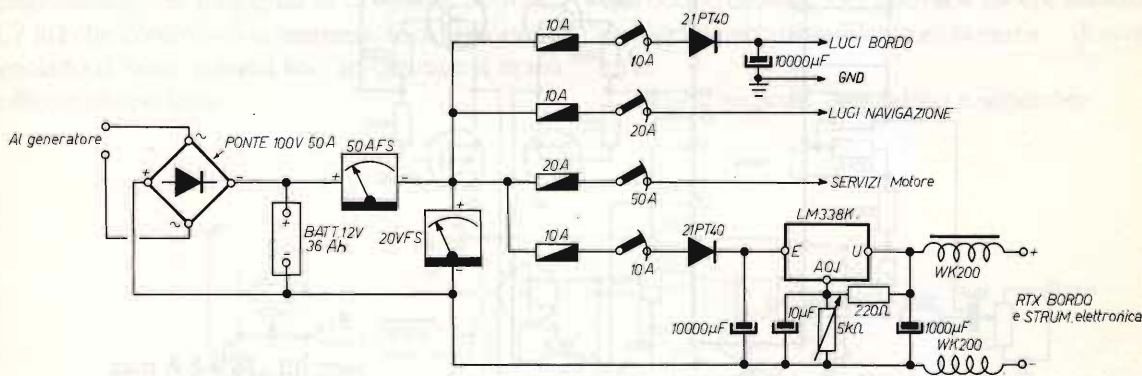 10A
10A
21PT40
10000µF
LUCI BORDO
GND
10A
20A
LUCI NAVIGAZIONE
Al generatore
~
PONTE 100V 50A
+
-
~
50AFS
+
-
20A
50A
SERVIZI Motore
BATT.12V
36 Ah
+
-
20VFS
+
-
10A
10A
21PT40
LM338K
E
U
ADJ
WK200
+
10000µF
10µF
5kΩ
220Ω
1000µF
RTX BORDO
e STRUM. elettronica
WK200
-